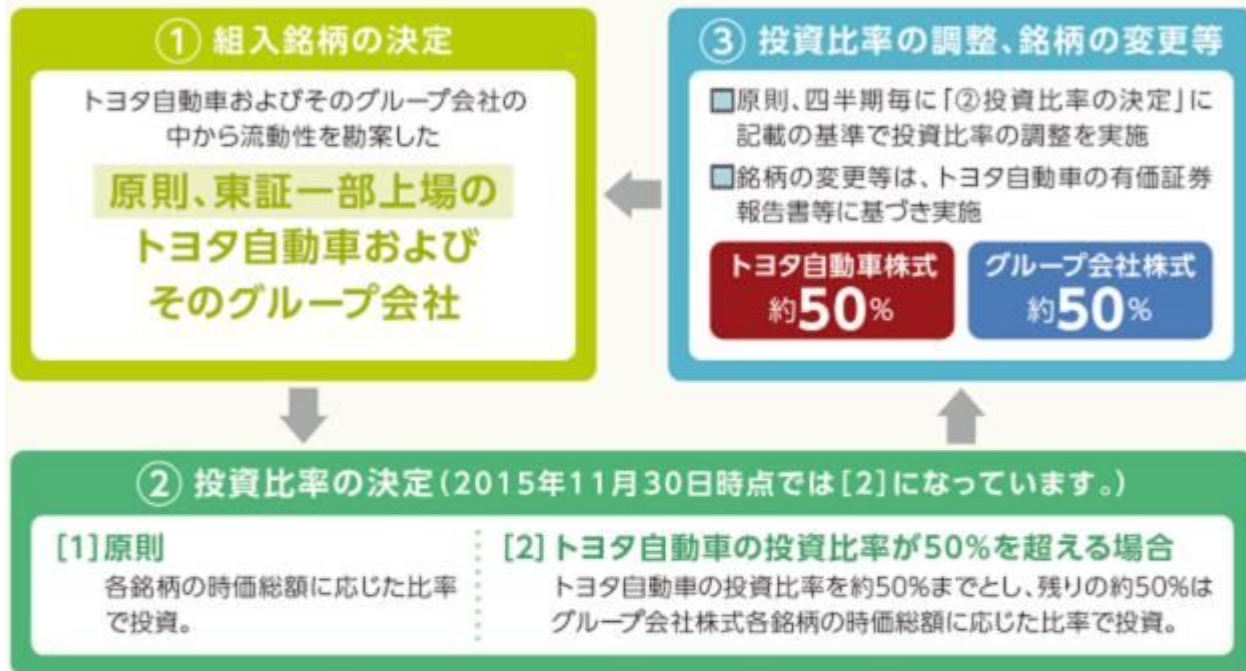 ① 組入銘柄の決定
トヨタ自動車およびそのグループ会社の
中から流動性を勘案した
原則、東証一部上場の
トヨタ自動車および
そのグループ会社
② 投資比率の決定(2015年11月30日時点では[2]になっています。)
[1]原則
各銘柄の時価総額に応じた比率
で投資。
[2]トヨタ自動車の投資比率が50%を超える場合
トヨタ自動車の投資比率を約50%までとし、残りの約50%は
グループ会社株式各銘柄の時価総額に応じた比率で投資。
③ 投資比率の調整、銘柄の変更等
□原則、四半期毎に「②投資比率の決定」に
記載の基準で投資比率の調整を実施
□銘柄の変更等は、トヨタ自動車の有価証券
報告書等に基づき実施
トヨタ自動車株式
約50%
グループ会社株式
約50%